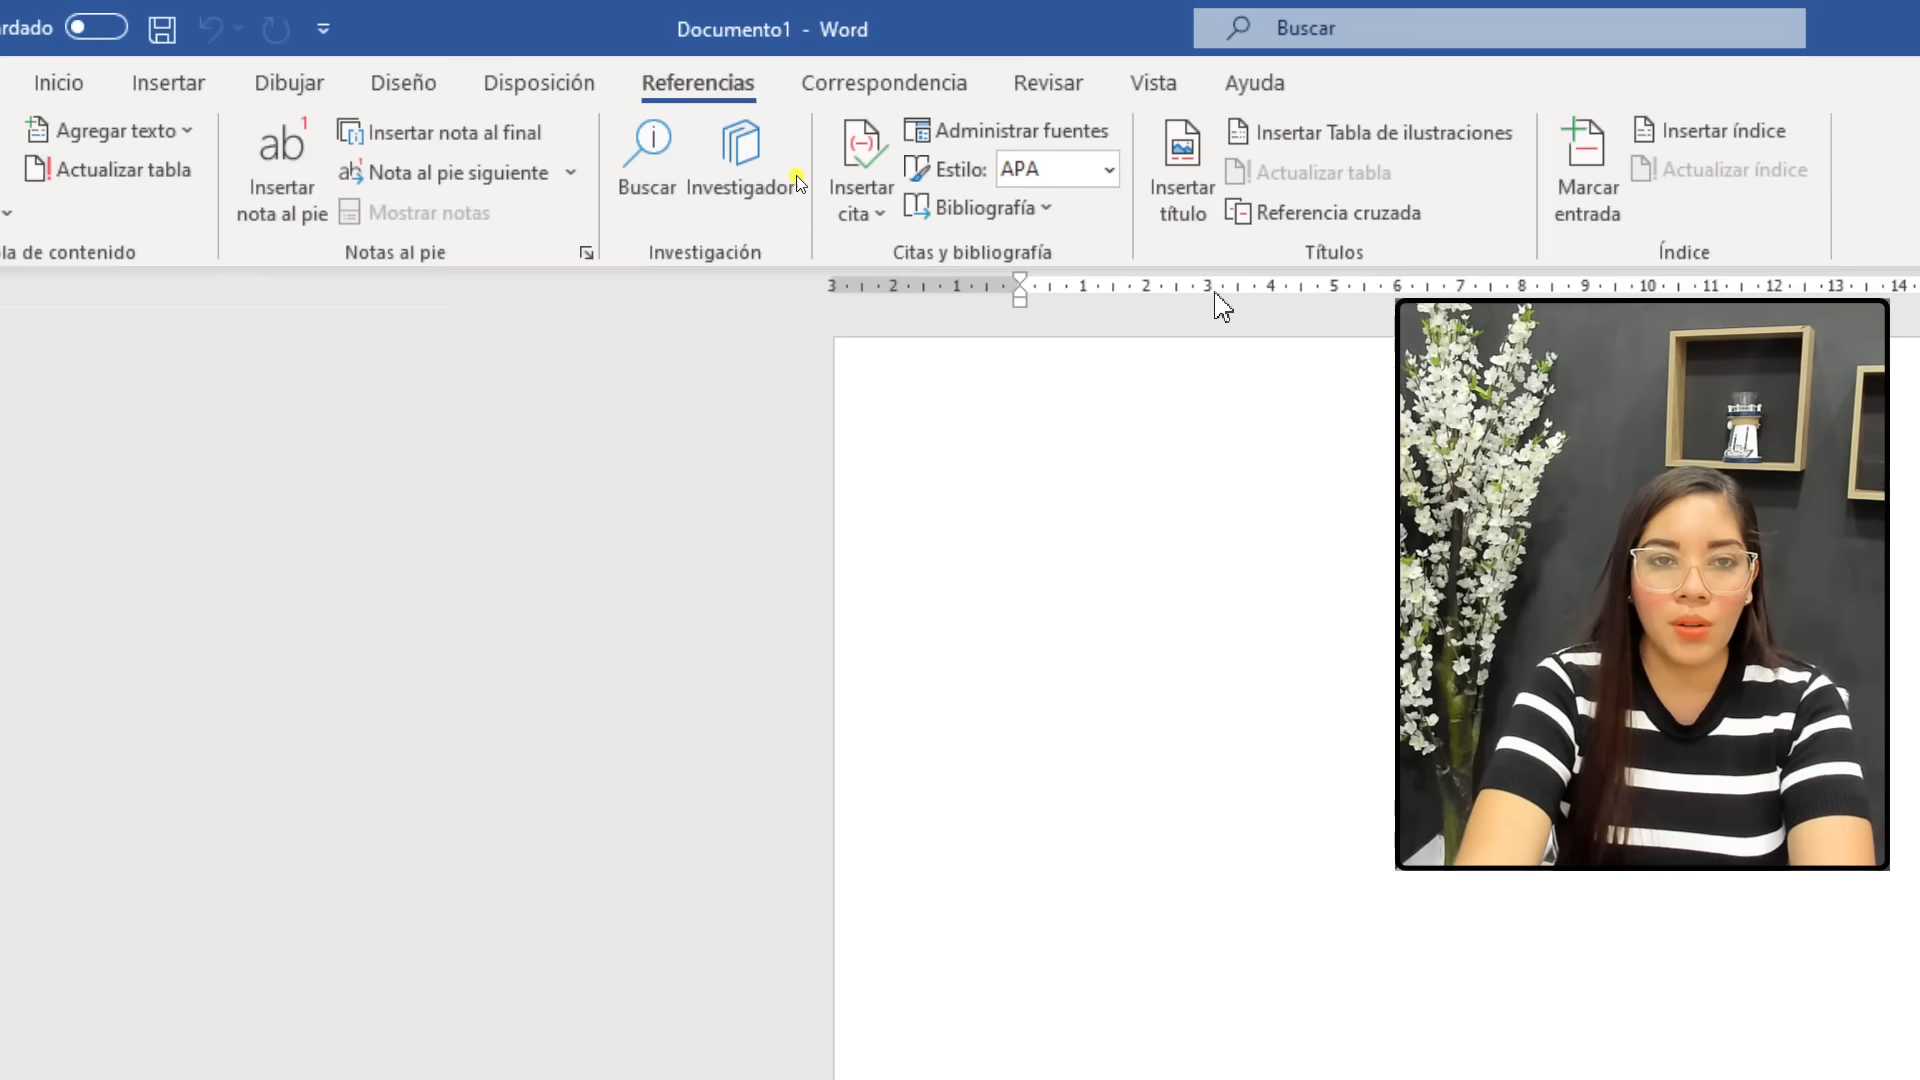 rdado
Documento1 - Word
Buscar
Inicio
Insertar
Dibujar
Diseño
Disposición
Referencias
Correspondencia
Revisar
Vista
Ayuda
Agregar texto
Actualizar tabla
la de contenido
ab1
Insertar
nota al pie
Insertar nota al final
ab1
Nota al pie siguiente
Mostrar notas
Notas al pie
Buscar
Investigador
Investigación
Insertar
cita
Administrar fuentes
Estilo: APA
Bibliografía
Citas y bibliografía
Insertar
título
Insertar Tabla de ilustraciones
Actualizar tabla
Referencia cruzada
Títulos
Marcar
entrada
Insertar índice
Actualizar índice
Índice
3 2 1 1 2 3 4 5 6 7 8 9 10 11 12 13 14